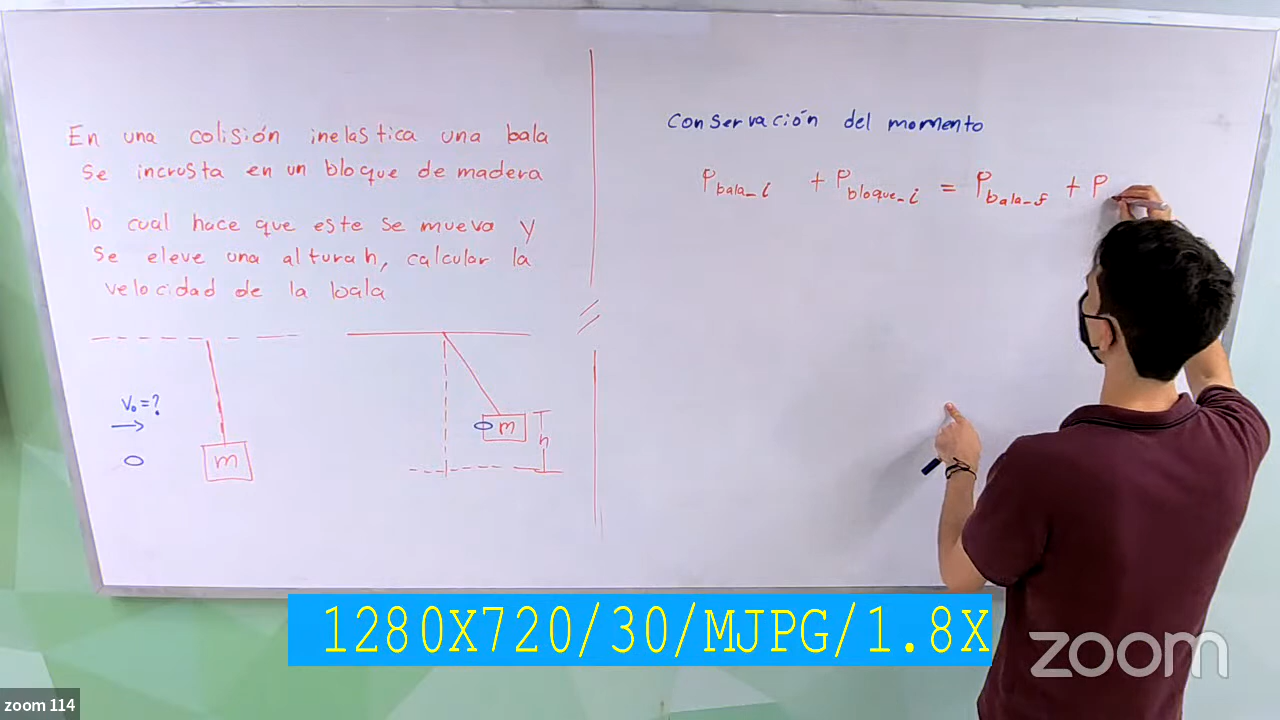 En una colisión inelastica una bala
se incrusta en un bloque de madera
lo cual hace que este se mueva y
se eleve una altura h, calcular la
velocidad de la bala
V₀=?
m
m
h
conservación del momento
P bala_i + P bloque_i = P bala_f + P
1280X720/30/MJPG/1.8X
zoom
zoom 114